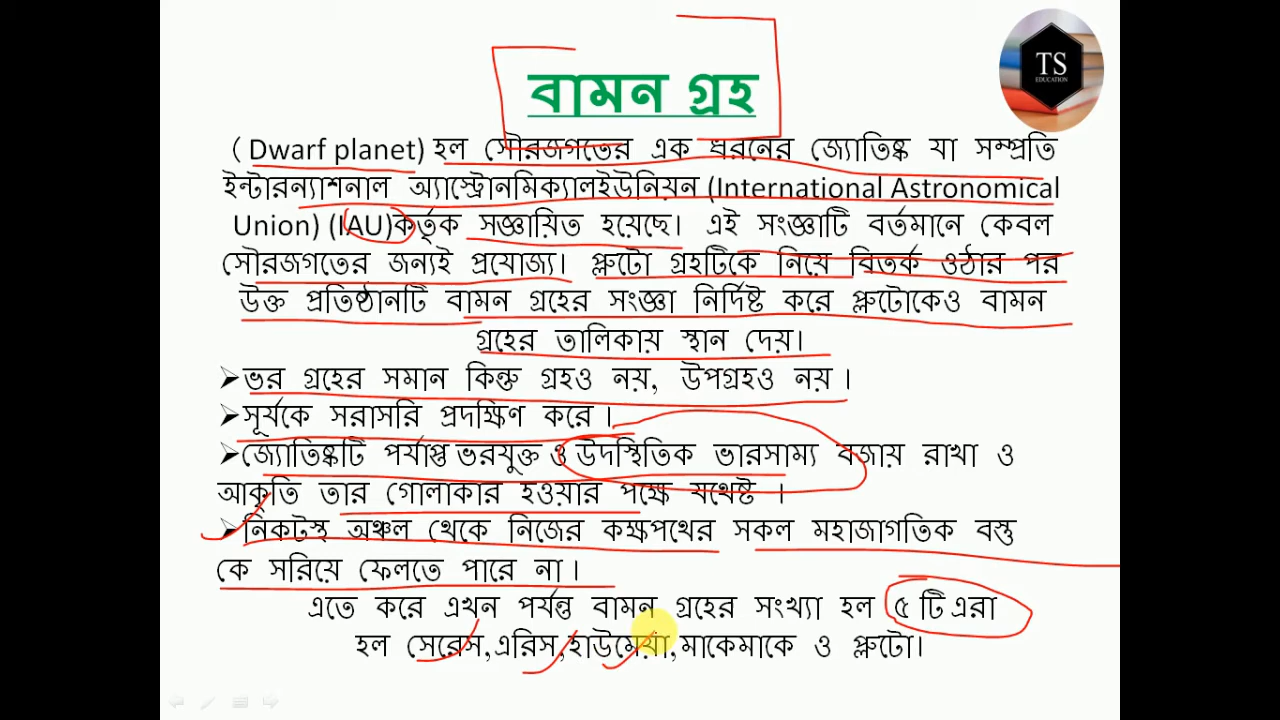 বামন গ্রহ
TS
EDUCATION
( Dwarf planet) হল সৌরজগতের এক ধরনের জ্যোতিষ্ক যা সম্প্রতি
ইন্টারন্যাশনাল অ্যাস্ট্রোনমিক্যালইউনিয়ন (International Astronomical
Union) (IAU)কর্তৃক সজ্ঞায়িত হয়েছে। এই সংজ্ঞাটি বর্তমানে কেবল
সৌরজগতের জন্যই প্রযোজ্য। প্লুটো গ্রহটিকে নিয়ে বিতর্ক ওঠার পর
উক্ত প্রতিষ্ঠানটি বামন গ্রহের সংজ্ঞা নির্দিষ্ট করে প্লুটোকেও বামন
গ্রহের তালিকায় স্থান দেয়।
➢ভর গ্রহের সমান কিন্তু গ্রহও নয়, উপগ্রহও নয় ।
➢সূর্যকে সরাসরি প্রদক্ষিণ করে ।
➢জ্যোতিষ্কটি পর্যাপ্ত ভরযুক্ত ও উদস্থিতিক ভারসাম্য বজায় রাখা ও
আকৃতি তার গোলাকার হওয়ার পক্ষে যথেষ্ট ।
➢নিকটস্থ অঞ্চল থেকে নিজের কক্ষপথের সকল মহাজাগতিক বস্তু
কে সরিয়ে ফেলতে পারে না ।
এতে করে এখন পর্যন্ত বামন গ্রহের সংখ্যা হল ৫ টি এরা
হল সেরেস,এরিস,হাউমেয়া,মাকেমাকে ও প্লুটো।